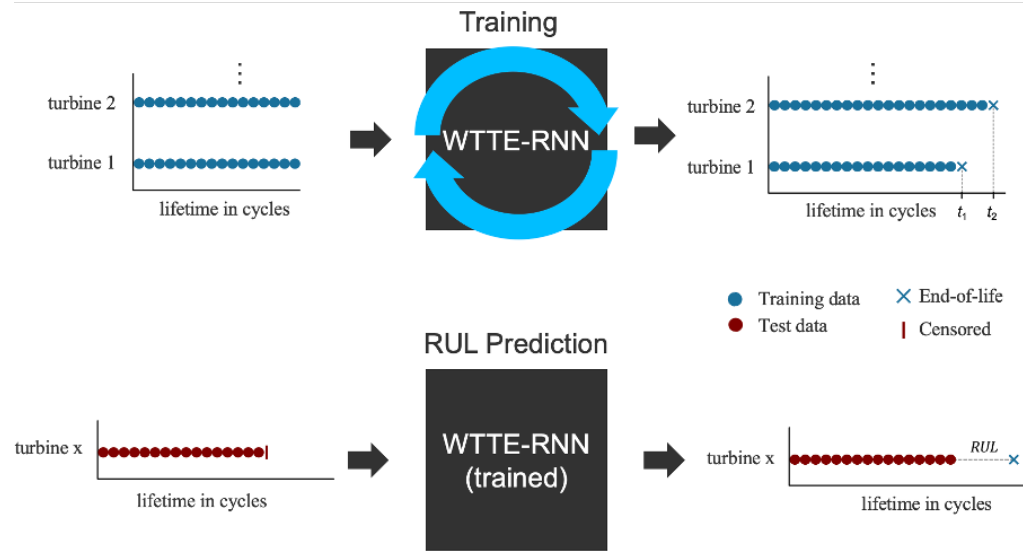 Training
⋮
turbine 2
turbine 1
lifetime in cycles
WTTE-RNN
⋮
turbine 2
turbine 1
lifetime in cycles
t₁
t₂
Training data
End-of-life
Test data
Censored
RUL Prediction
turbine x
lifetime in cycles
WTTE-RNN
(trained)
turbine x
RUL
lifetime in cycles